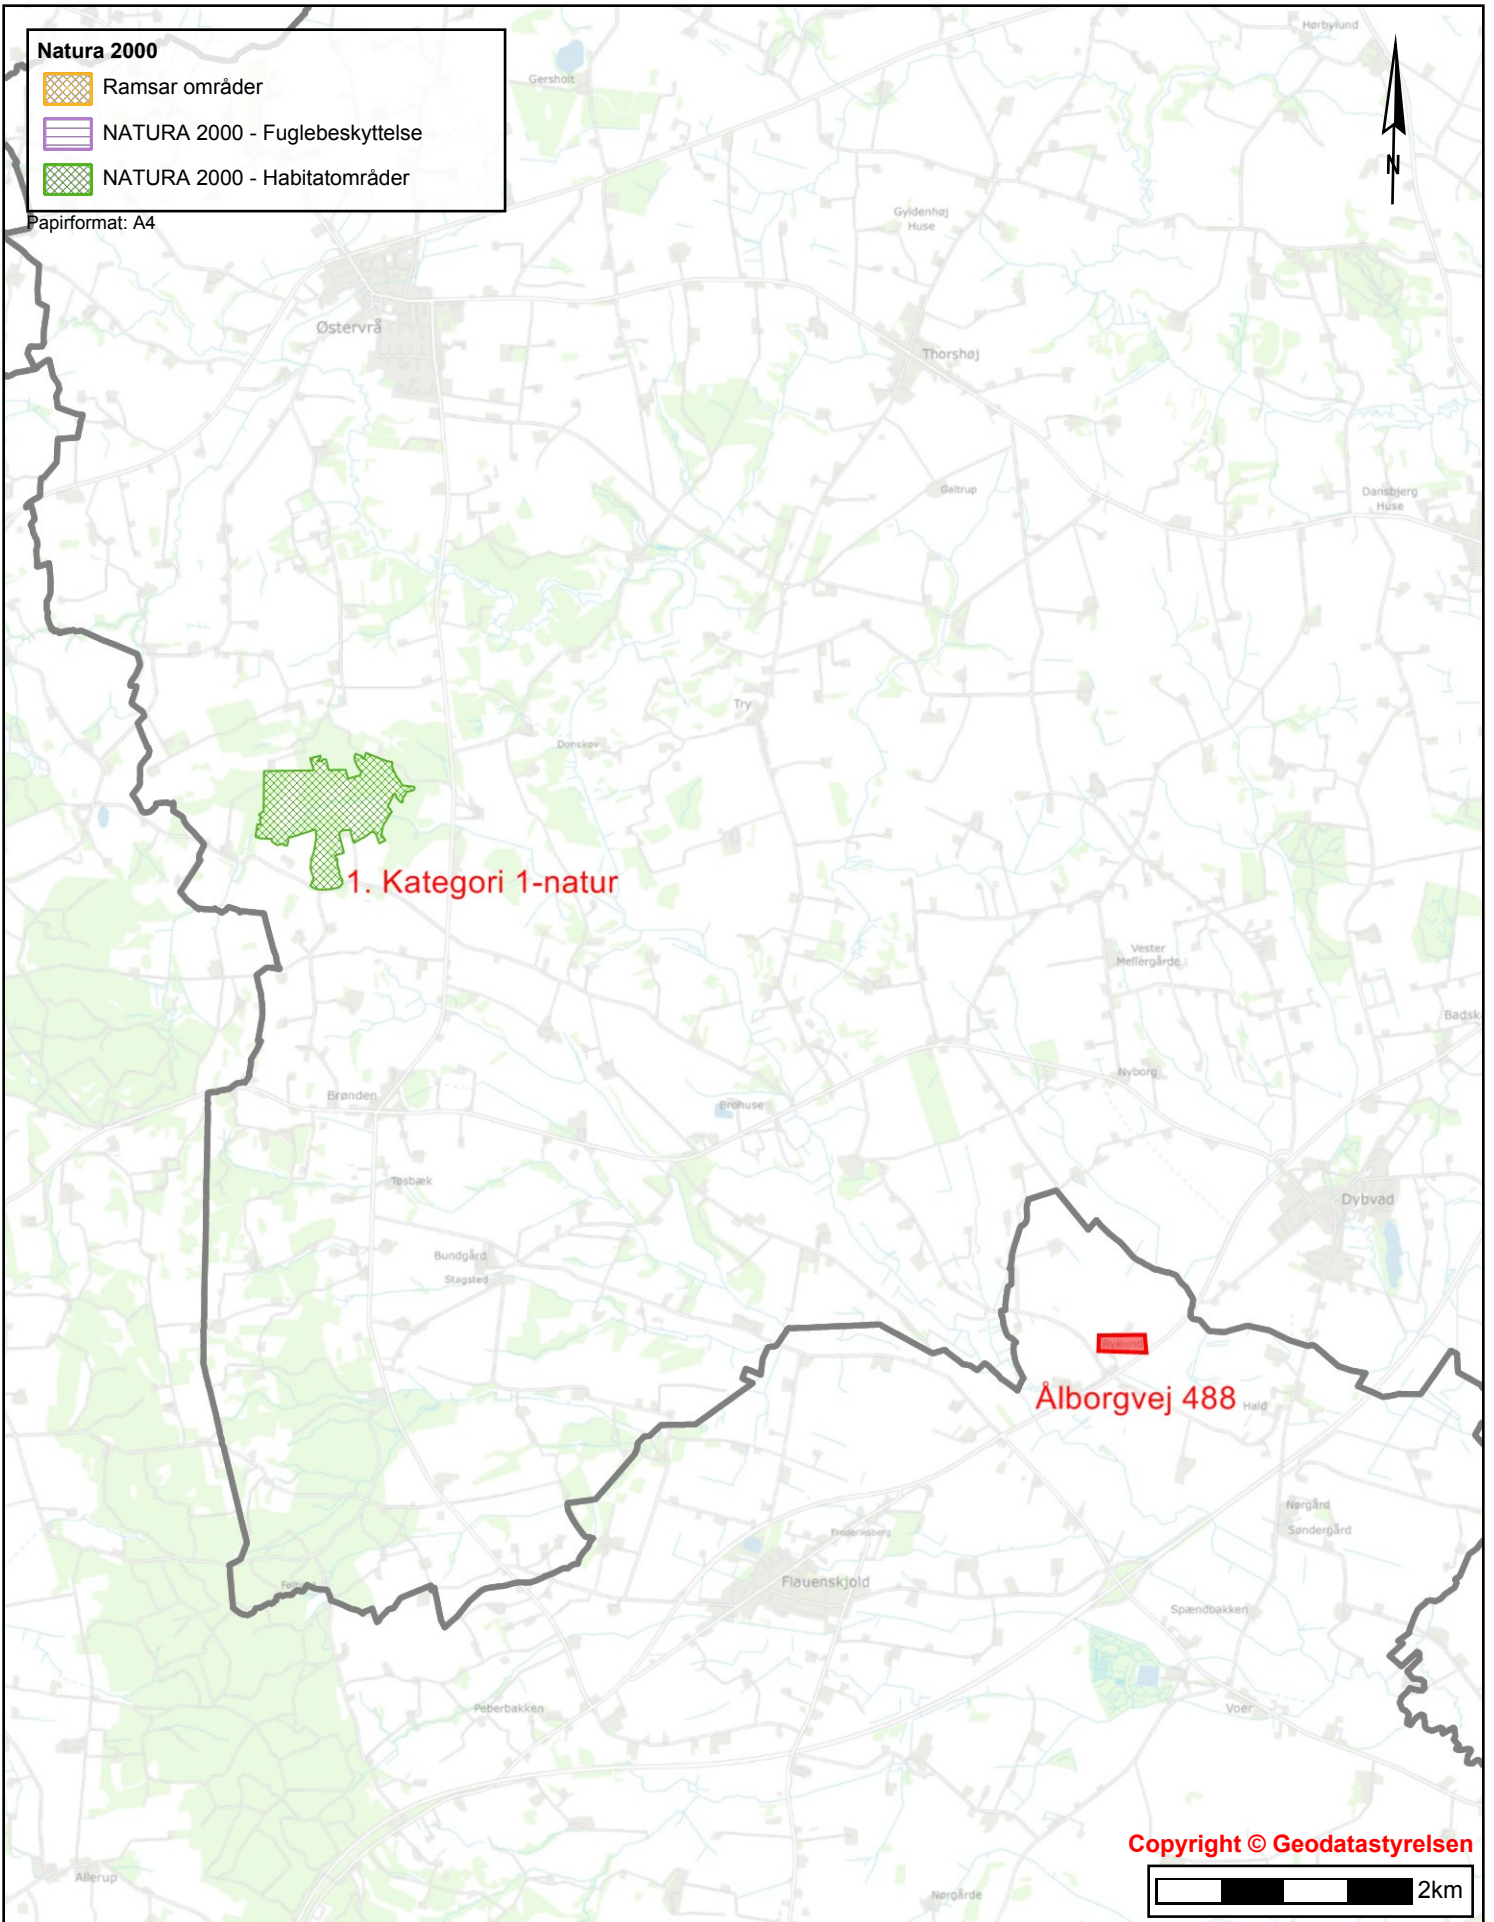 Natura 2000
Ramsar områder
NATURA 2000 - Fuglebeskyttelse
NATURA 2000 - Habitatområder
Papirformat: A4
Hørbylund
Gersholt
N
Gyldenhøj
Huse
Østervrå
Thorshøj
Galtrup
Dansbjerg
Huse
Try
Donskov
1. Kategori 1-natur
Vester
Mellergårde
Badsk
Nyborg
Brønden
Brohuse
Tosbæk
Dybvad
Bundgård
Stagsted
Ålborgvej 488
Hald
Nørgård
Søndergård
Frederiksberg
Flauenskjold
Spændbakken
Peberbakken
Voer
Allerup
Nørgårde
Copyright © Geodatastyrelsen
2km